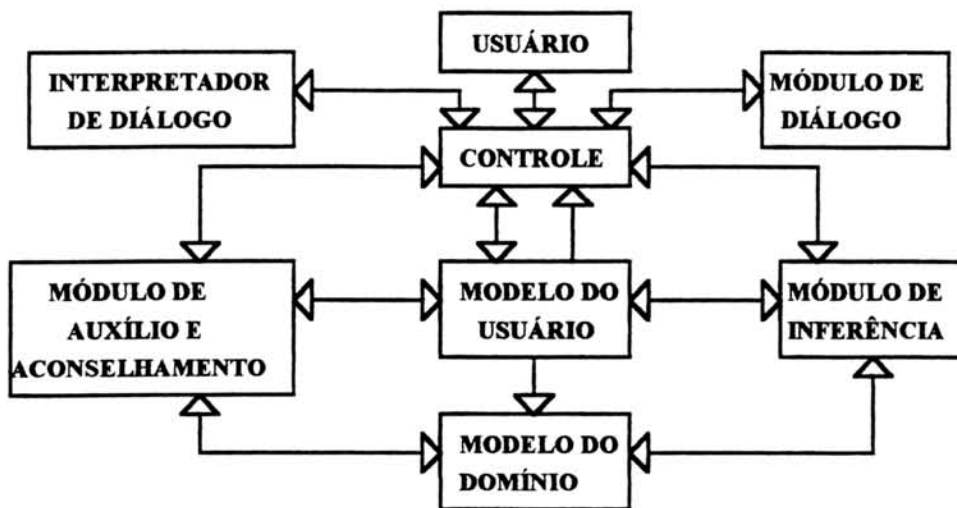 USUÁRIO
INTERPRETADOR
DE DIÁLOGO
MÓDULO DE
DIÁLOGO
CONTROLE
MÓDULO DE
AUXÍLIO E
ACONSELHAMENTO
MODELO DO
USUÁRIO
MÓDULO DE
INFERÊNCIA
MODELO DO
DOMÍNIO